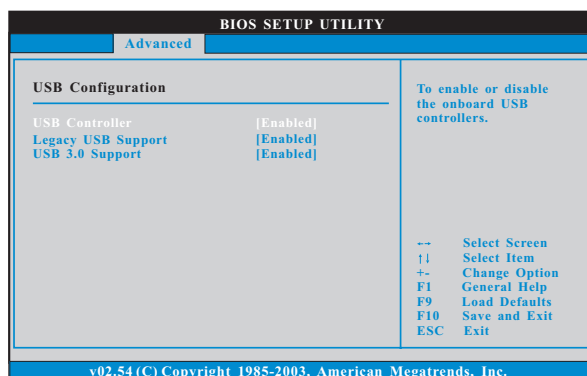 BIOS SETUP UTILITY
Advanced
USB Configuration
USB Controller [Enabled]
Legacy USB Support [Enabled]
USB 3.0 Support [Enabled]
To enable or disable
the onboard USB
controllers.
←→ Select Screen
↑↓ Select Item
+- Change Option
F1 General Help
F9 Load Defaults
F10 Save and Exit
ESC Exit
v02.54 (C) Copyright 1985-2003, American Megatrends, Inc.